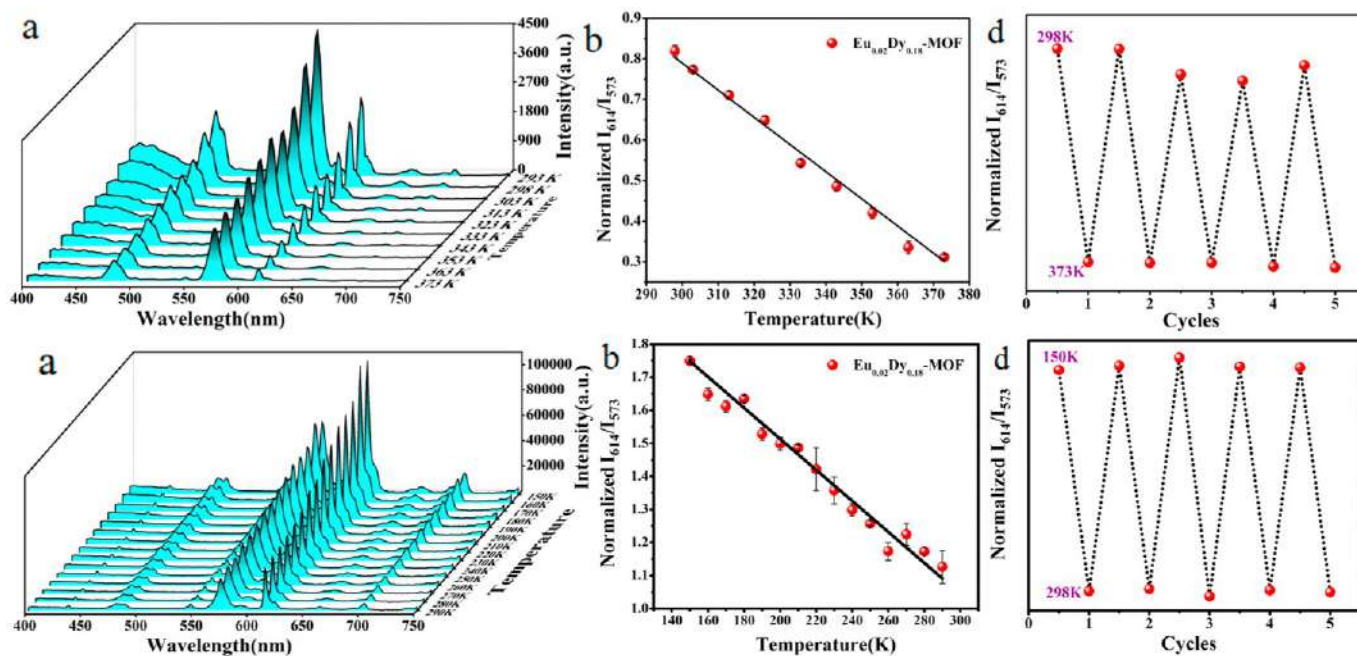 a
4500
3600
2700
1800
900
0
Intensity(a.u.)
293 K
298 K
303 K
313 K
323 K
333 K
343 K
353 K
363 K
373 K
Temperature
400 450 500 550 600 650 700 750
Wavelength(nm)
b
0.9
0.8
0.7
0.6
0.5
0.4
0.3
Normalized I614/I573
Eu0.02Dy0.18-MOF
290 300 310 320 330 340 350 360 370 380
Temperature(K)
d
Normalized I614/I573
298K
373K
1 2 3 4 5
Cycles
a
100000
80000
60000
40000
20000
Intensity(a.u.)
150K
160K
170K
180K
190K
200K
210K
220K
230K
240K
250K
260K
270K
280K
290K
Temperature
400 450 500 550 600 650 700 750
Wavelength(nm)
b
1.8
1.7
1.6
1.5
1.4
1.3
1.2
1.1
1.0
Normalized I614/I573
Eu0.02Dy0.18-MOF
140 160 180 200 220 240 260 280 300
Temperature(K)
d
Normalized I614/I573
150K
298K
1 2 3 4 5
Cycles